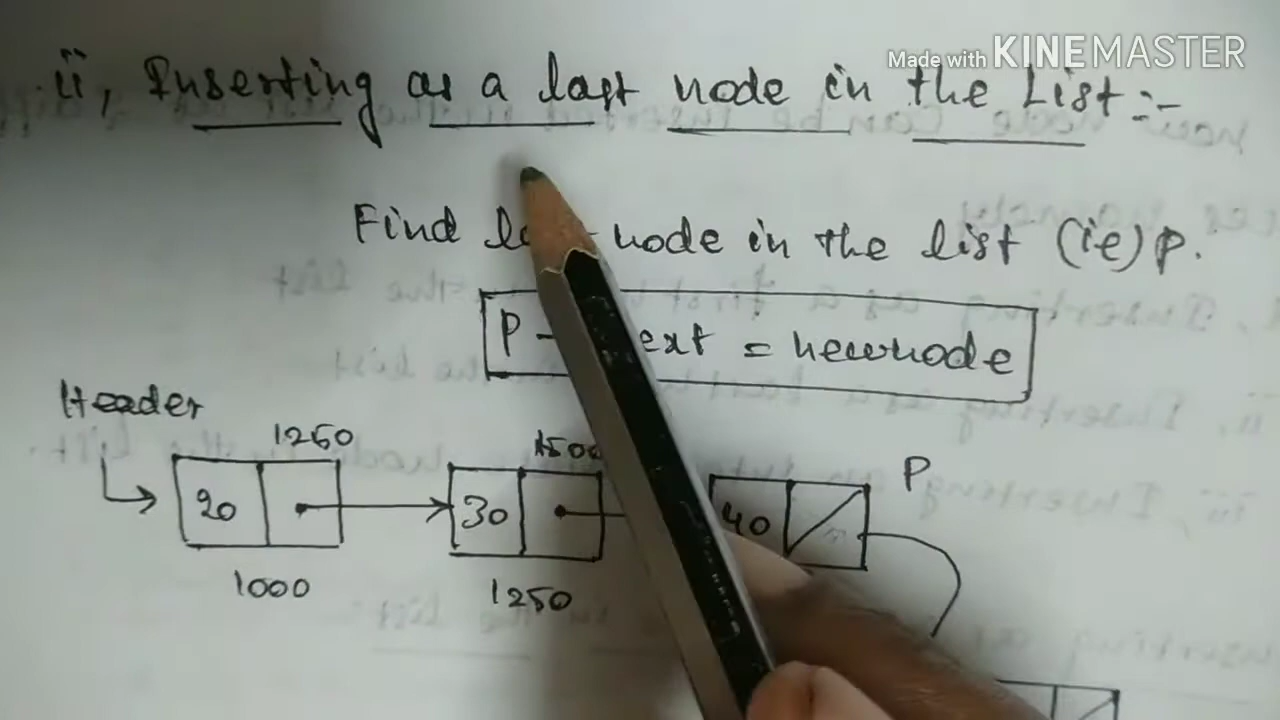 Made with KINEMASTER
ii, Inserting as a last node in the List:-
Find node in the list (ie) p.
P = newnode
Header
1250 1500 P
20 30 40
1000 1250